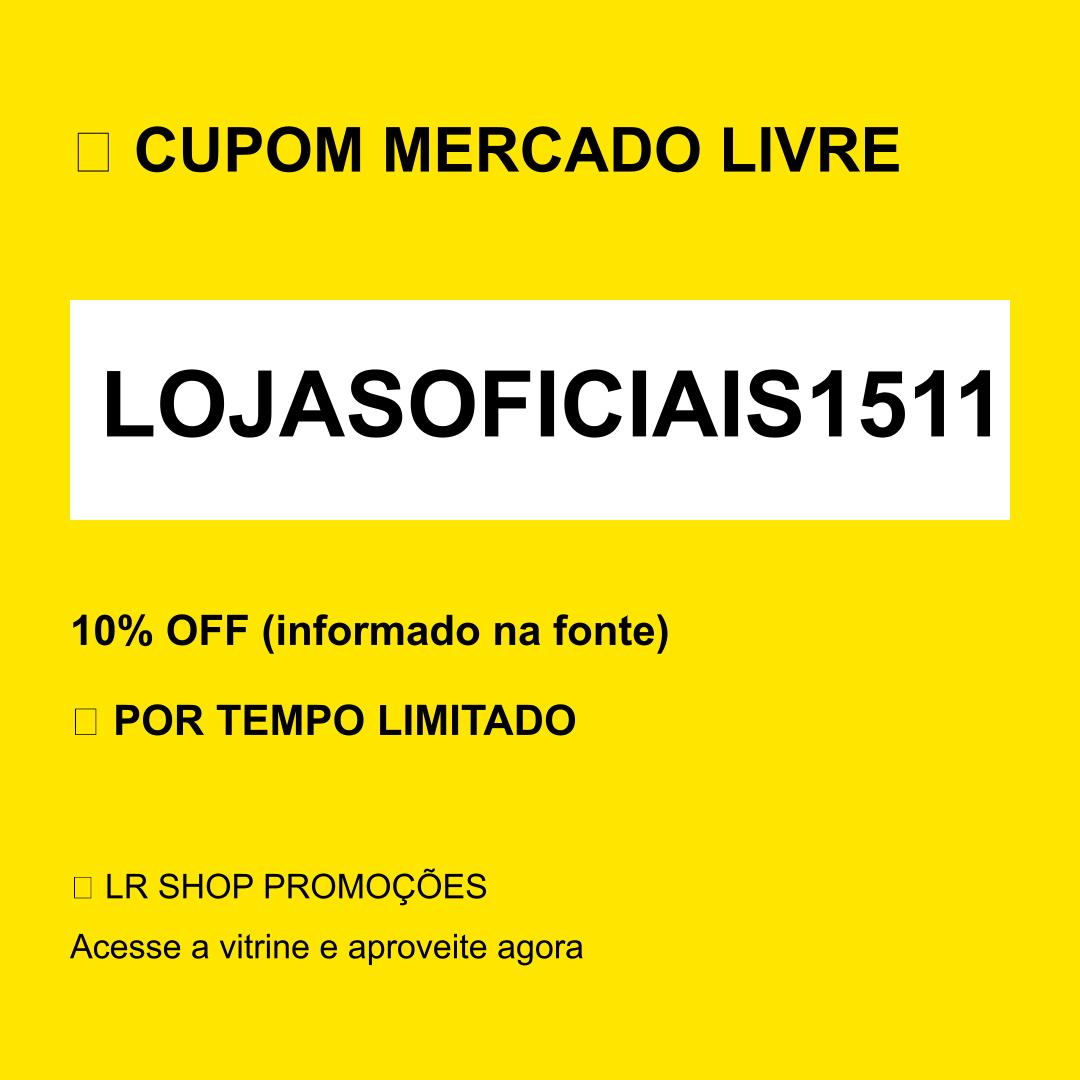 □ CUPOM MERCADO LIVRE
LOJASOFICIAIS1511
10% OFF (informado na fonte)
□ POR TEMPO LIMITADO
□ LR SHOP PROMOÇÕES
Acesse a vitrine e aproveite agora